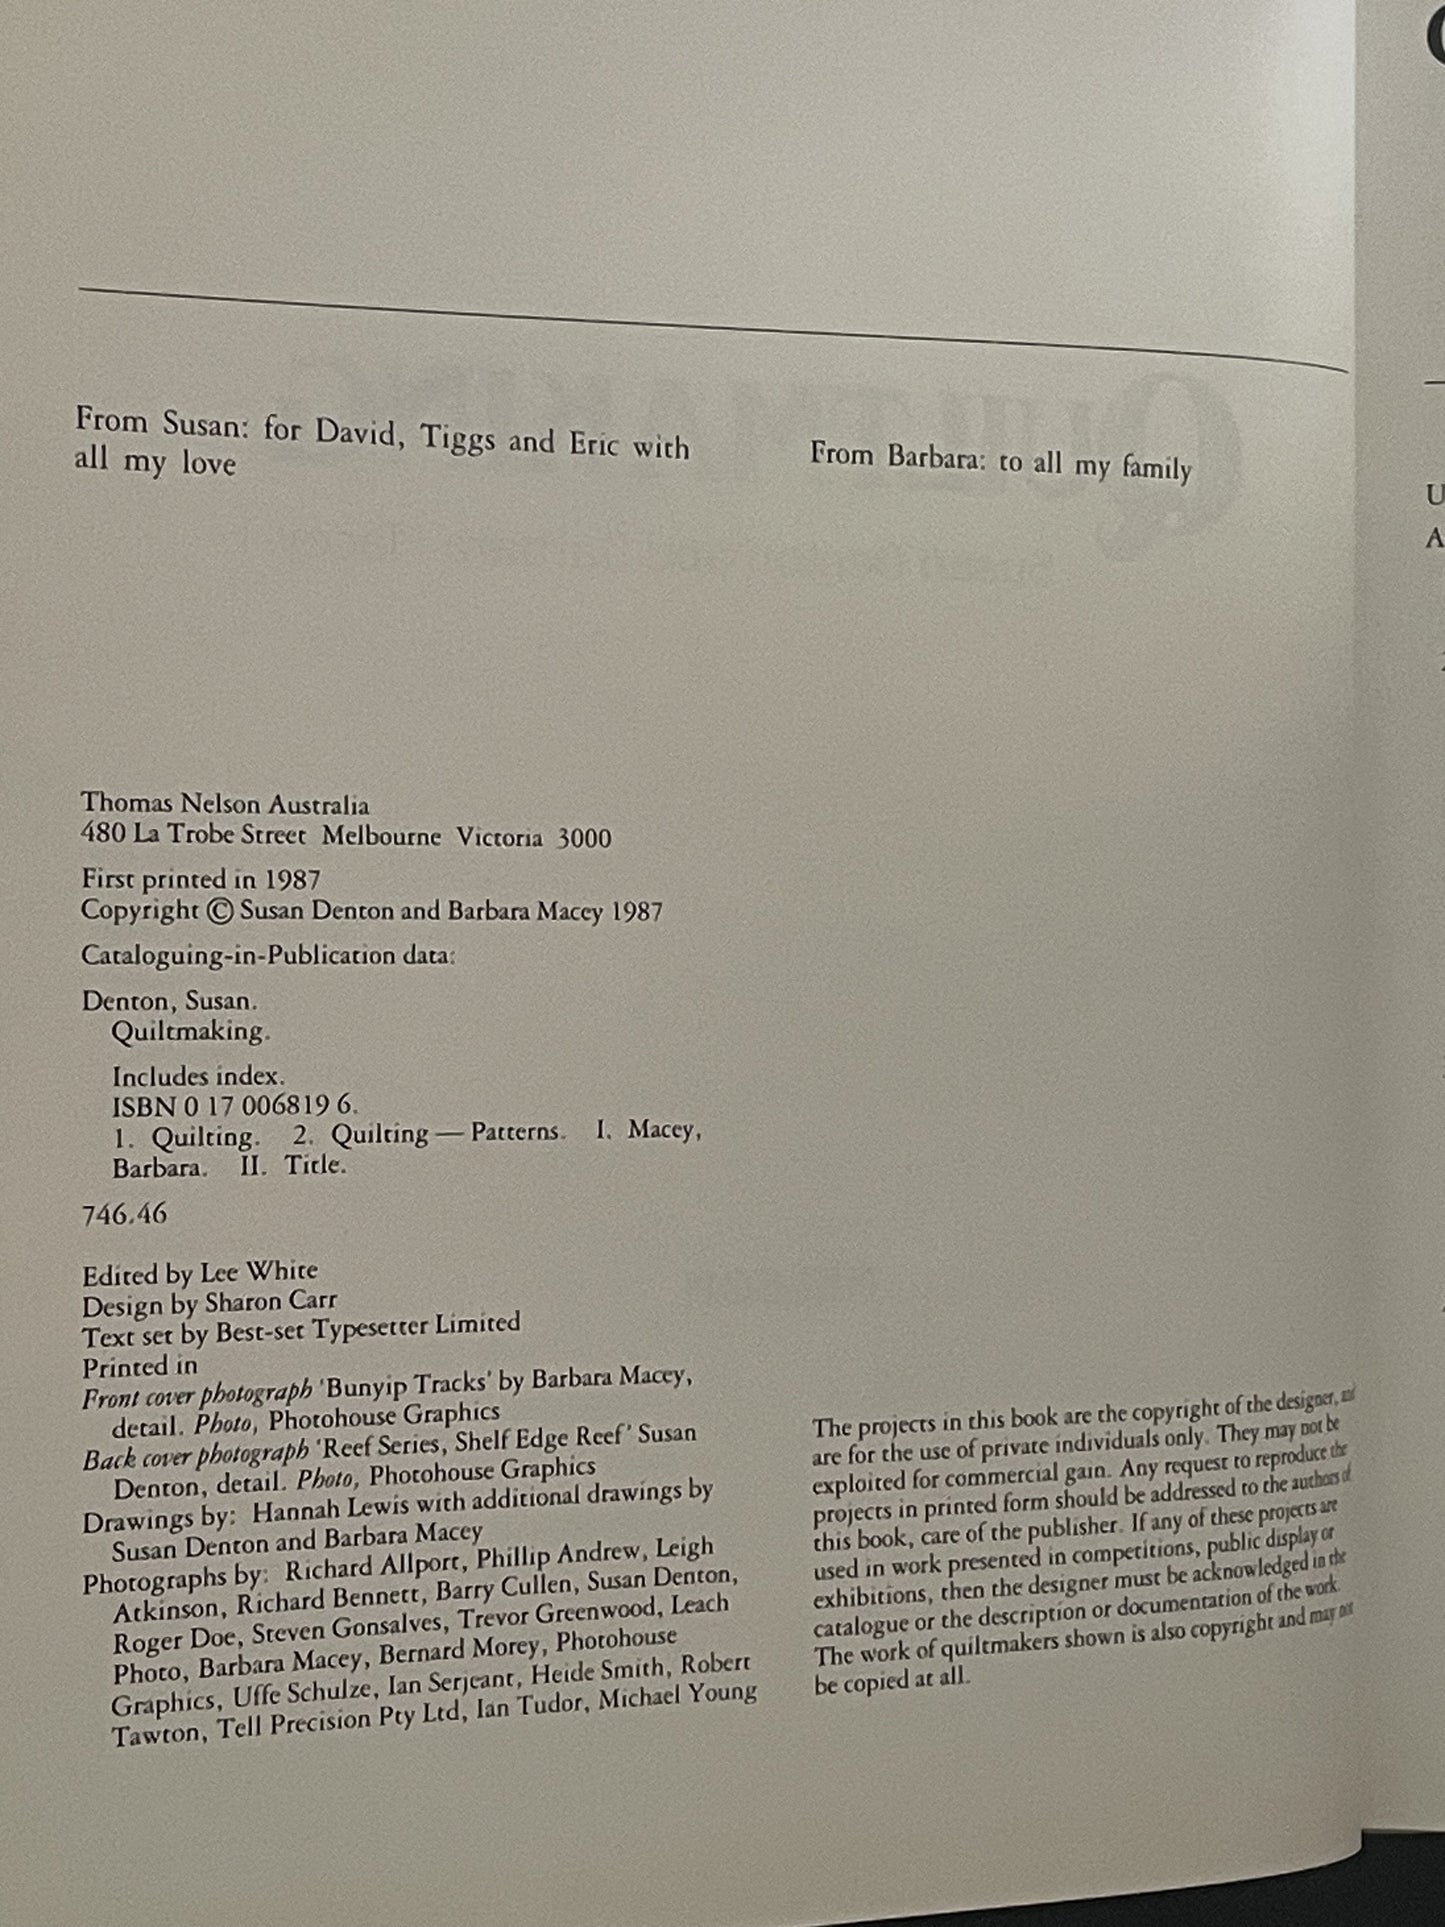 From Susan: for David, Tiggs and Eric with
all my love
From Barbara: to all my family
Thomas Nelson Australia
480 La Trobe Street Melbourne Victoria 3000
First printed in 1987
Copyright © Susan Denton and Barbara Macey 1987
Cataloguing-in-Publication data:
Denton, Susan.
Quiltmaking.
Includes index.
ISBN 0 17 006819 6.
1. Quilting. 2. Quilting — Patterns. I. Macey,
Barbara. II. Title.
746.46
Edited by Lee White
Design by Sharon Carr
Text set by Best-set Typesetter Limited
Printed in
Front cover photograph 'Bunyip Tracks' by Barbara Macey,
detail. Photo, Photohouse Graphics
Back cover photograph 'Reef Series, Shelf Edge Reef' Susan
Denton, detail. Photo, Photohouse Graphics
Drawings by: Hannah Lewis with additional drawings by
Susan Denton and Barbara Macey
Photographs by: Richard Allport, Phillip Andrew, Leigh
Atkinson, Richard Bennett, Barry Cullen, Susan Denton,
Roger Doe, Steven Gonsalves, Trevor Greenwood, Leach
Photo, Barbara Macey, Bernard Morey, Photohouse
Graphics, Uffe Schulze, Ian Serjeant, Heide Smith, Robert
Tawton, Tell Precision Pty Ltd, Ian Tudor, Michael Young
The projects in this book are the copyright of the designer, and
are for the use of private individuals only. They may not be
exploited for commercial gain. Any request to reproduce the
projects in printed form should be addressed to the authors of
this book, care of the publisher. If any of these projects are
used in work presented in competitions, public display or
exhibitions, then the designer must be acknowledged in the
catalogue or the description or documentation of the work.
The work of quiltmakers shown is also copyright and may not
be copied at all.
U
A